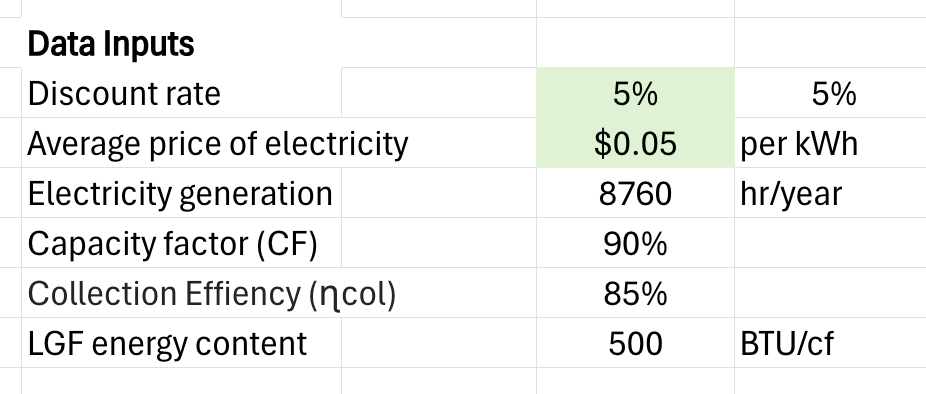 Data Inputs
Discount rate 5% 5%
Average price of electricity $0.05 per kWh
Electricity generation 8760 hr/year
Capacity factor (CF) 90%
Collection Effiency (ηcol) 85%
LGF energy content 500 BTU/cf